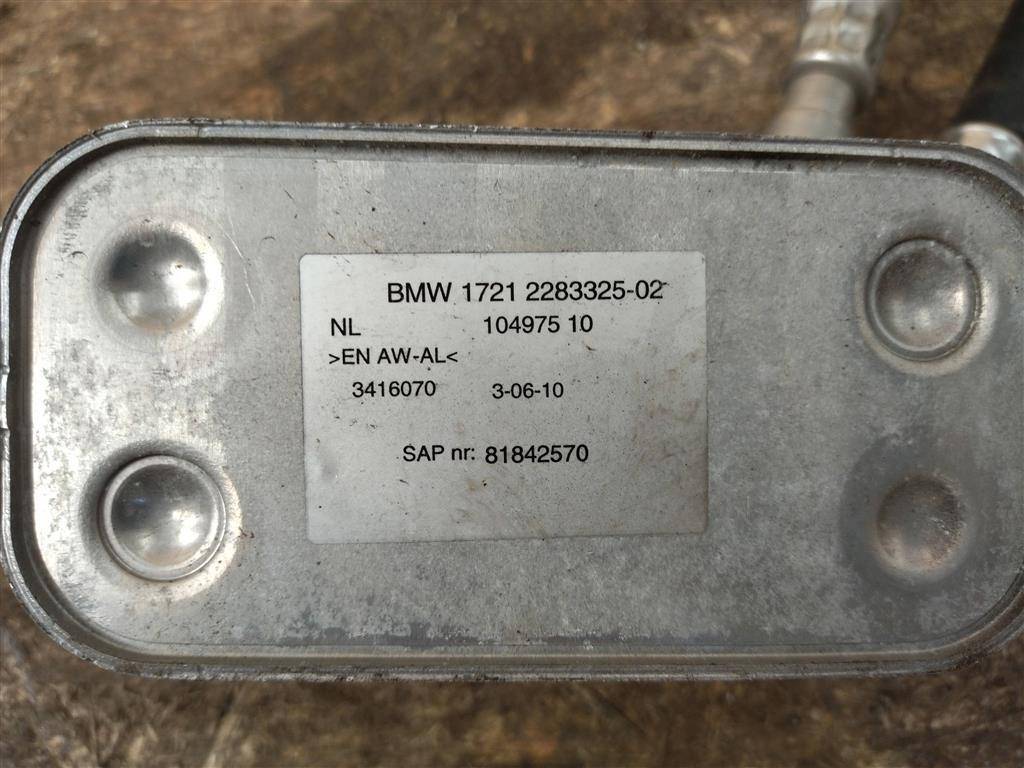 BMW 1721 2283325-02
NL 104975 10
>EN AW-AL<
3416070 3-06-10
SAP nr: 81842570